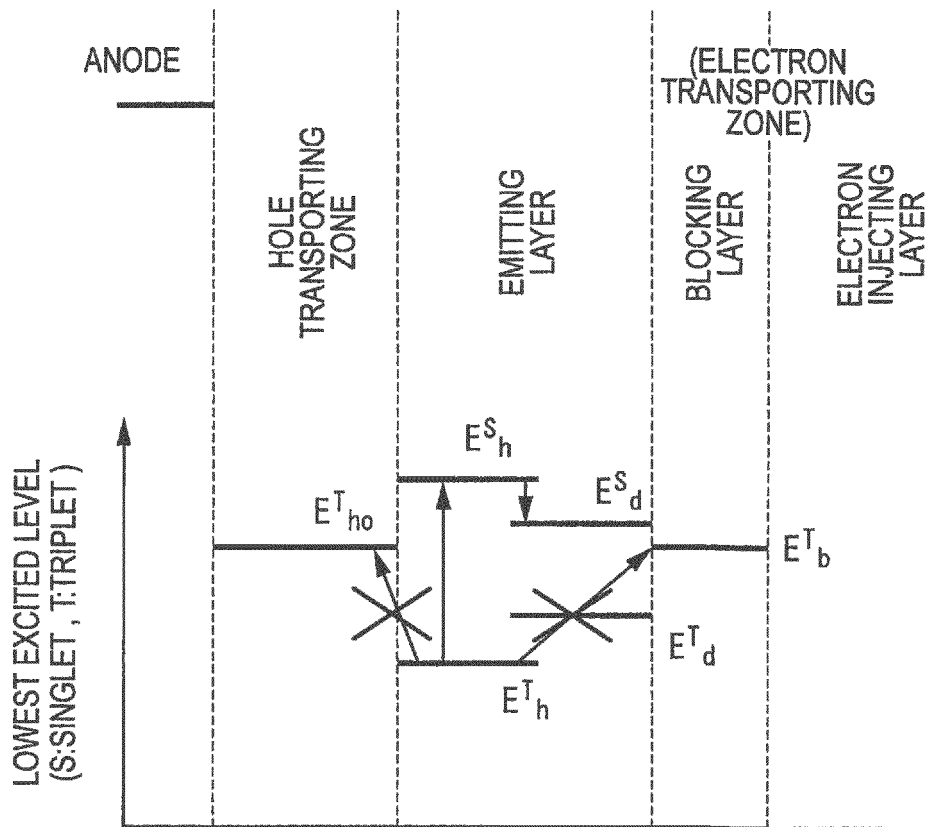 ANODE
(ELECTRON
TRANSPORTING
ZONE)
HOLE
TRANSPORTING
ZONE
EMITTING
LAYER
BLOCKING
LAYER
ELECTRON
INJECTING
LAYER
LOWEST EXCITED LEVEL
(S:SINGLET , T:TRIPLET )
E^S_h
E^S_d
E^T_ho
E^T_b
E^T_d
E^T_h